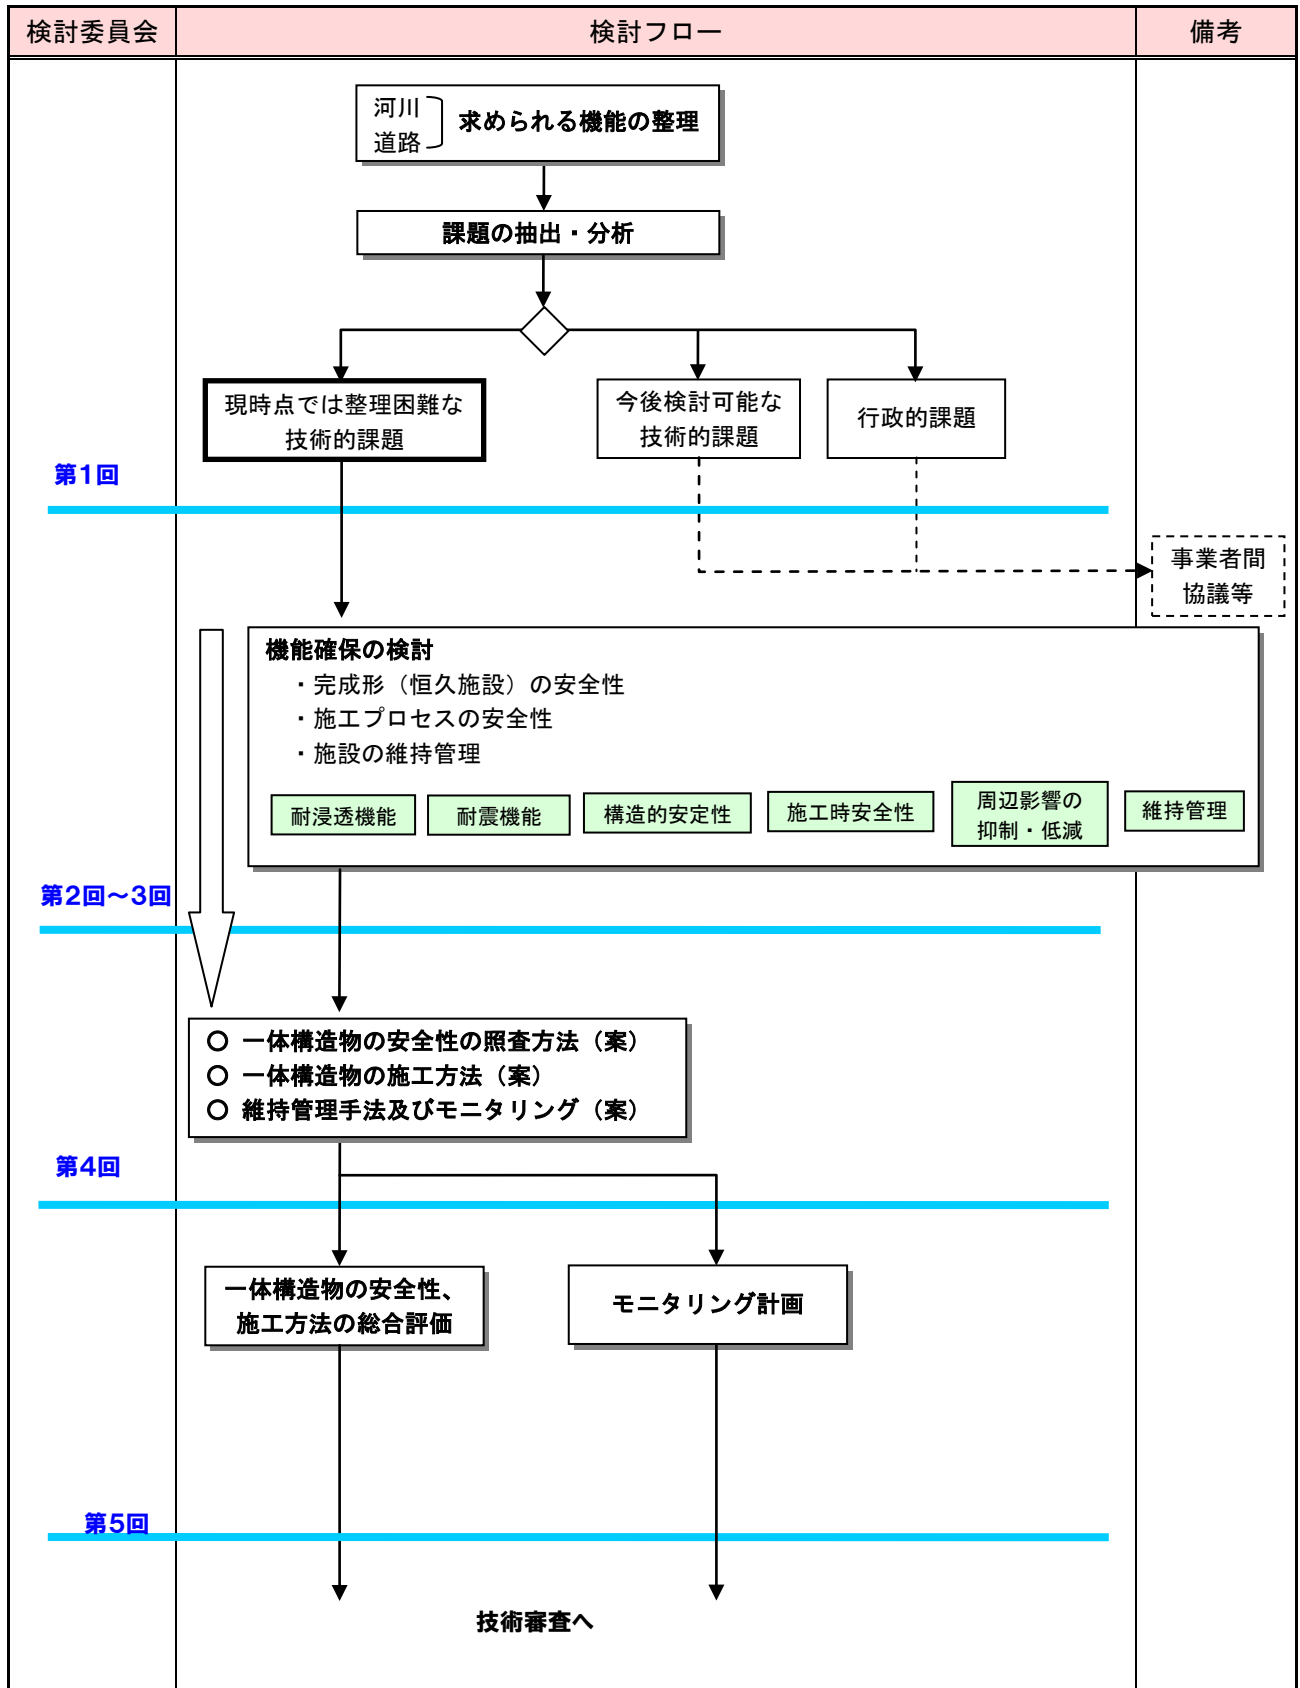 検討委員会
検討フロー
備考
河川
道路
求められる機能の整理
課題の抽出・分析
現時点では整理困難な
技術的課題
今後検討可能な
技術的課題
行政的課題
第1回
事業者間
協議等
機能確保の検討
・完成形（恒久施設）の安全性
・施工プロセスの安全性
・施設の維持管理
耐浸透機能
耐震機能
構造的安定性
施工時安全性
周辺影響の
抑制・低減
維持管理
第2回～3回
○ 一体構造物の安全性の照査方法（案）
○ 一体構造物の施工方法（案）
○ 維持管理手法及びモニタリング（案）
第4回
一体構造物の安全性、
施工方法の総合評価
モニタリング計画
第5回
技術審査へ